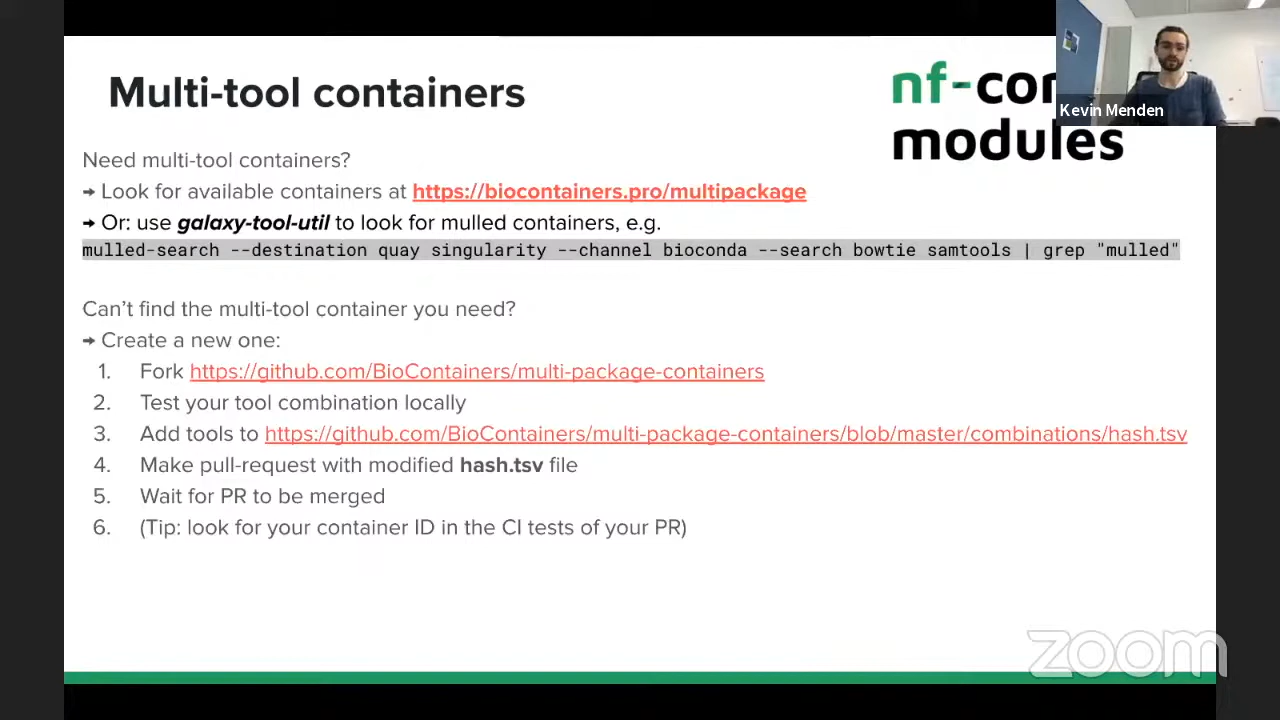 Multi-tool containers
nf-co
modules
Kevin Menden
Need multi-tool containers?
→ Look for available containers at https://biocontainers.pro/multipackage
→ Or: use galaxy-tool-util to look for mulled containers, e.g.
mulled-search --destination quay singularity --channel bioconda --search bowtie samtools | grep "mulled"
Can't find the multi-tool container you need?
→ Create a new one:
1. Fork https://github.com/BioContainers/multi-package-containers
2. Test your tool combination locally
3. Add tools to https://github.com/BioContainers/multi-package-containers/blob/master/combinations/hash.tsv
4. Make pull-request with modified hash.tsv file
5. Wait for PR to be merged
6. (Tip: look for your container ID in the CI tests of your PR)
zoom